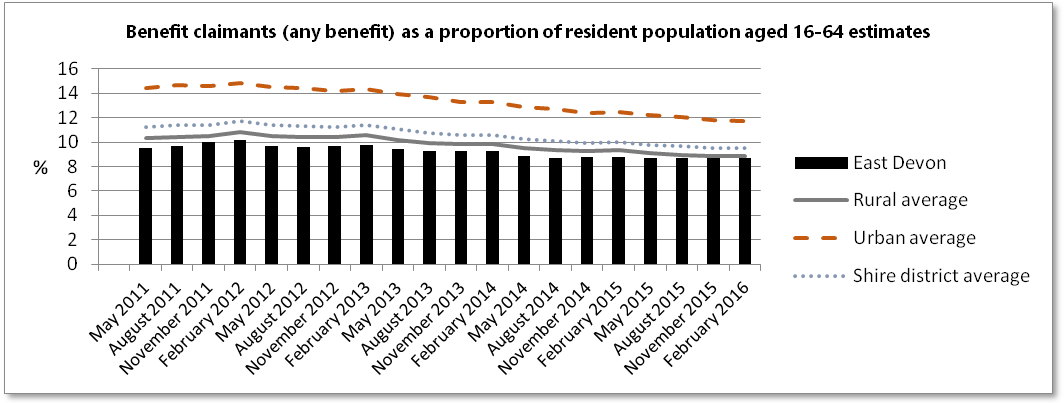 Benefit claimants (any benefit) as a proportion of resident population aged 16-64 estimates
16
14
12
10
8
6
4
2
0
%
May 2011
August 2011
November 2011
February 2012
May 2012
August 2012
November 2012
February 2013
May 2013
August 2013
November 2013
February 2014
May 2014
August 2014
November 2014
February 2015
May 2015
August 2015
November 2015
February 2016
East Devon
Rural average
Urban average
Shire district average